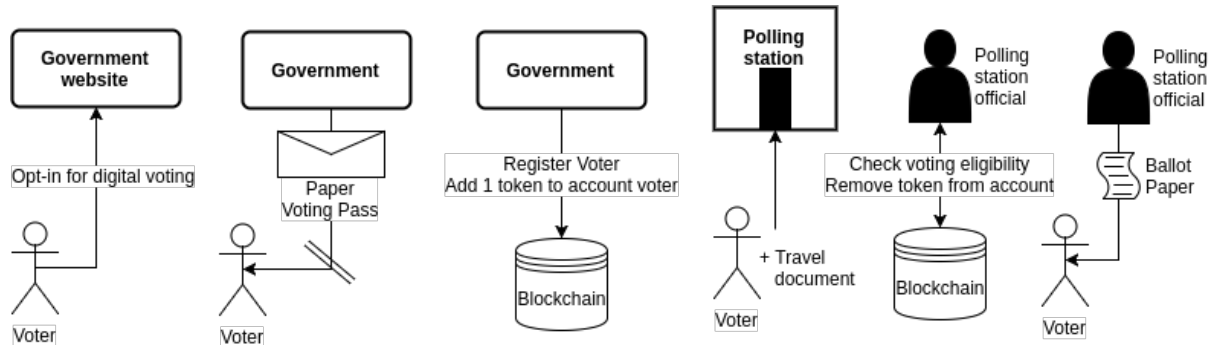 Government
website
Opt-in for digital voting
Voter
Government
Paper
Voting Pass
Voter
Government
Register Voter
Add 1 token to account voter
Blockchain
Polling
station
+ Travel
document
Voter
Polling
station
official
Check voting eligibility
Remove token from account
Blockchain
Polling
station
official
Ballot
Paper
Voter